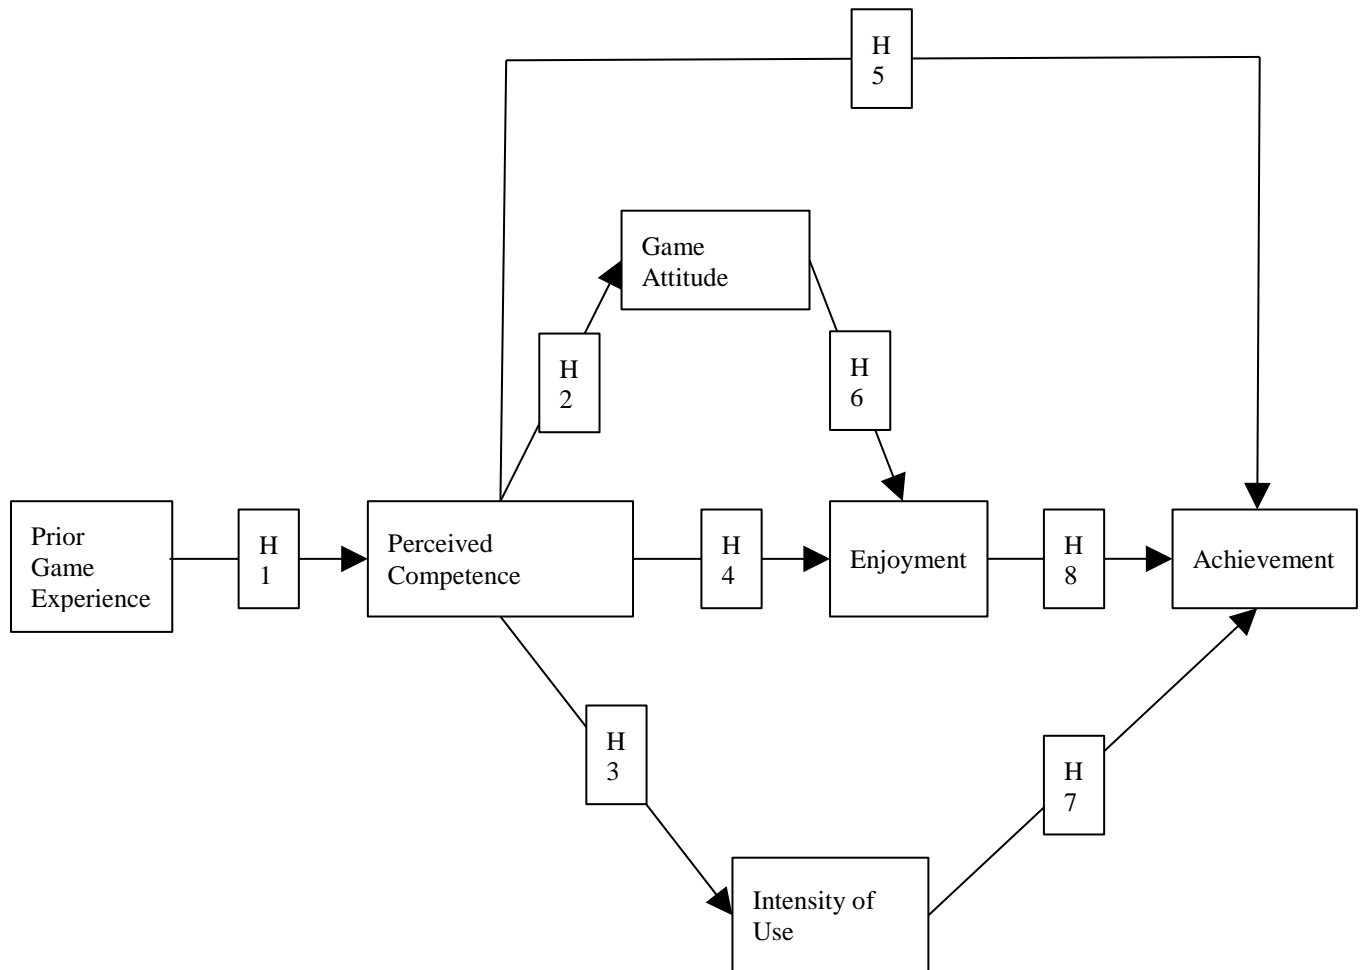 H
5
Game
Attitude
H
2
H
6
Prior
Game
Experience
H
1
Perceived
Competence
H
4
Enjoyment
H
8
Achievement
H
3
H
7
Intensity of
Use